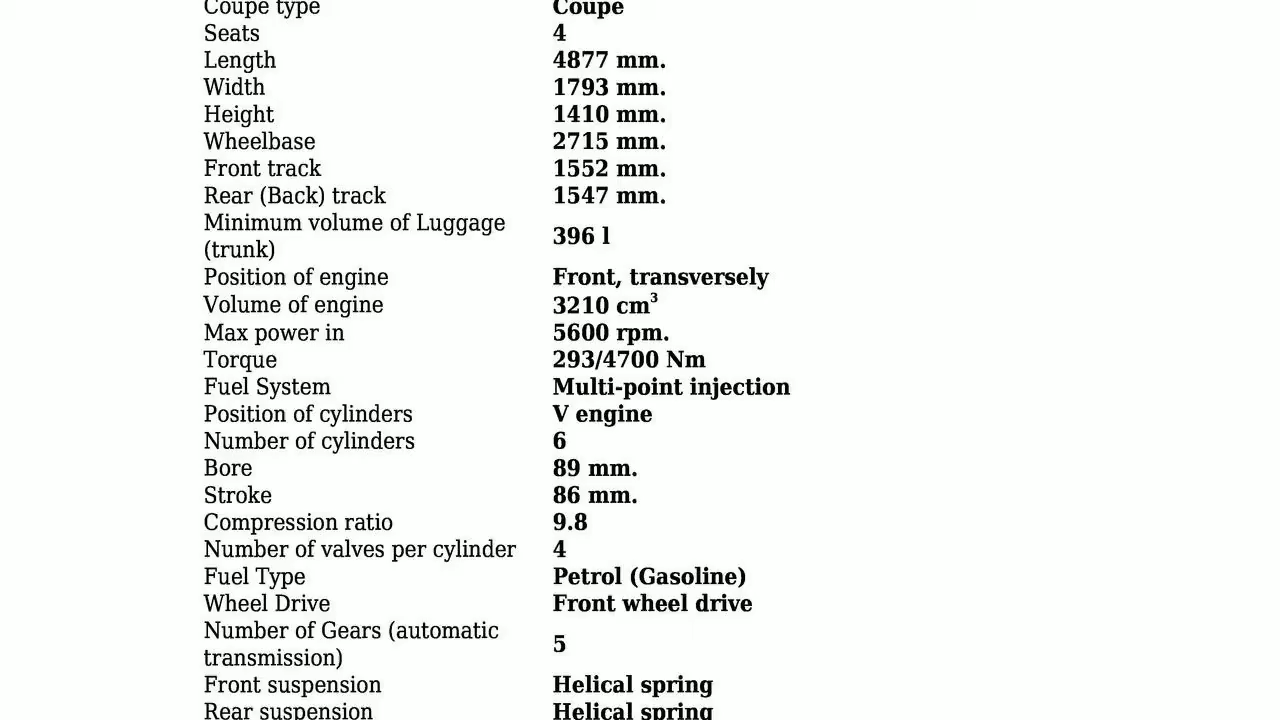 Coupe type Coupe
Seats 4
Length 4877 mm.
Width 1793 mm.
Height 1410 mm.
Wheelbase 2715 mm.
Front track 1552 mm.
Rear (Back) track 1547 mm.
Minimum volume of Luggage
(trunk) 396 l
Position of engine Front, transversely
Volume of engine 3210 cm³
Max power in 5600 rpm.
Torque 293/4700 Nm
Fuel System Multi-point injection
Position of cylinders V engine
Number of cylinders 6
Bore 89 mm.
Stroke 86 mm.
Compression ratio 9.8
Number of valves per cylinder 4
Fuel Type Petrol (Gasoline)
Wheel Drive Front wheel drive
Number of Gears (automatic
transmission) 5
Front suspension Helical spring
Rear suspension Helical spring